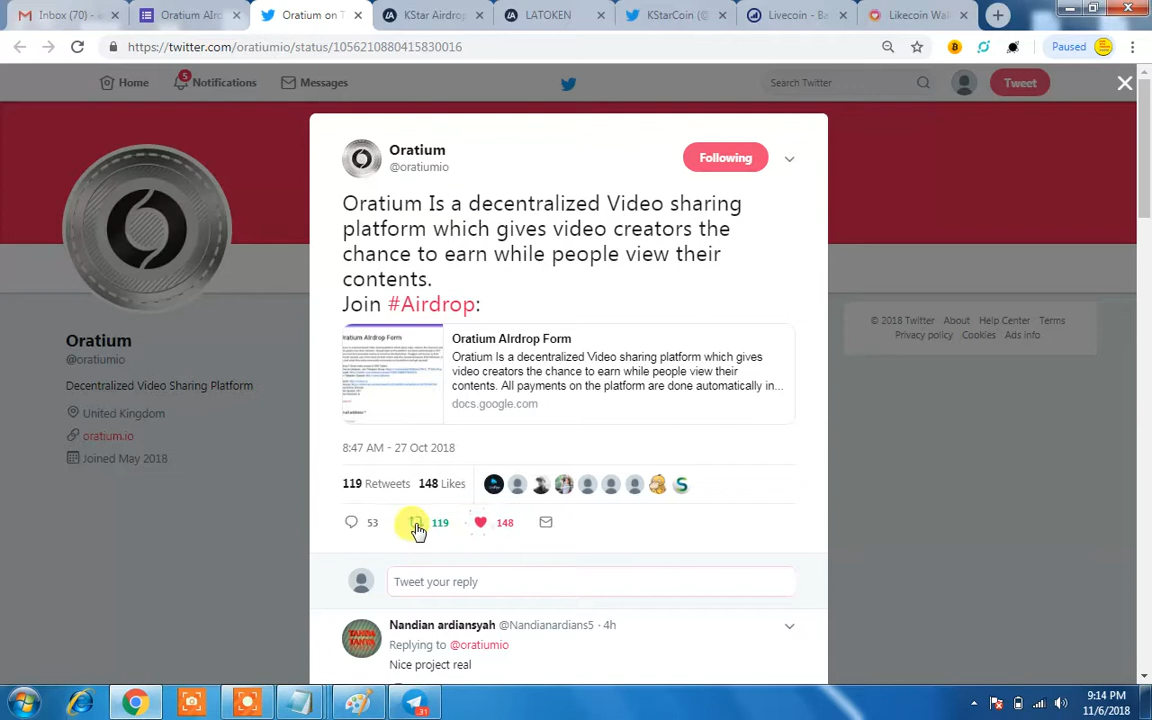 Inbox (70) -
Oratium AIrd
Oratium on T
KStar Airdrop
LATOKEN
KStarCoin (@
Livecoin - Ba
Likecoin Wal
https://twitter.com/oratiumio/status/1056210880415830016
Paused
Home
5
Notifications
Messages
Search Twitter
Tweet
Oratium
@oratiumio
Following
Oratium Is a decentralized Video sharing
platform which gives video creators the
chance to earn while people view their
contents.
Join #Airdrop:
Oratium AIrdrop Form
Oratium AIrdrop Form
Oratium Is a decentralized Video sharing platform which gives
video creators the chance to earn while people view their
contents. All payments on the platform are done automatically in...
docs.google.com
8:47 AM - 27 Oct 2018
119 Retweets 148 Likes
53 119 148
Tweet your reply
Nandian ardiansyah @Nandianardians5 · 4h
Replying to @oratiumio
Nice project real
Oratium
@oratiumio
Decentralized Video Sharing Platform
United Kingdom
oratium.io
Joined May 2018
© 2018 Twitter About Help Center Terms
Privacy policy Cookies Ads info
31
9:14 PM
11/6/2018